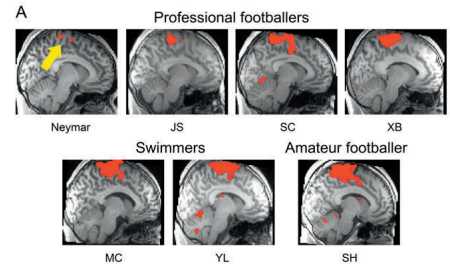 A
Professional footballers
Neymar
JS
SC
XB
Swimmers
Amateur footballer
MC
YL
SH